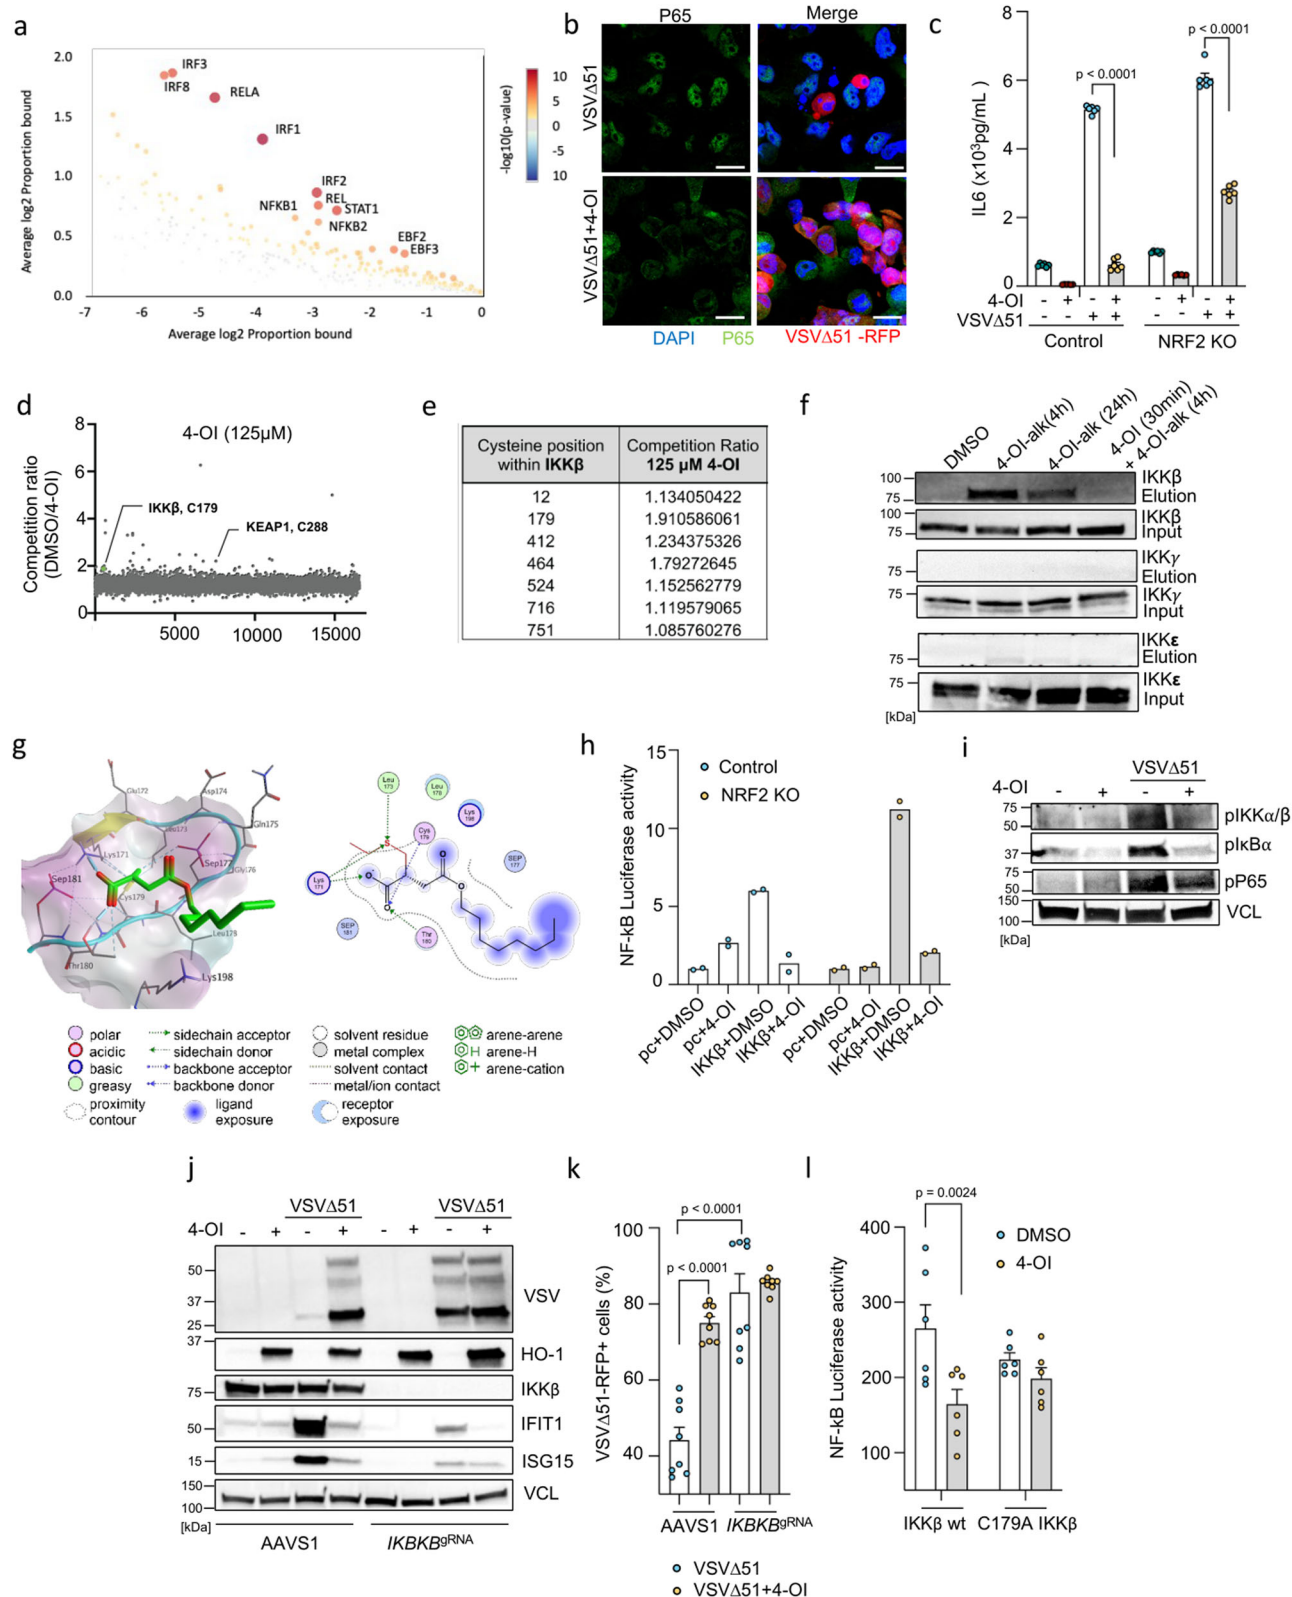 a
2.0
1.5
1.0
0.5
0.0
Average log2 Proportion bound
-7
-6
-5
-4
-3
-2
-1
0
Average log2 Proportion bound
IRF3
IRF8
RELA
IRF1
IRF2
REL
NFKB1
STAT1
NFKB2
EBF2
EBF3
-log10(p-value)
10
5
0
5
10
b
P65
Merge
VSVΔ51
VSVΔ51+4-OI
DAPI
P65
VSVΔ51 -RFP
c
IL6 (x10³pg/mL)
8
6
4
2
0
p < 0.0001
p < 0.0001
4-OI - + - + - + - +
VSVΔ51 - - + + - - + +
Control
NRF2 KO
d
4-OI (125µM)
Competition ratio
(DMSO/4-OI)
8
6
4
2
0
5000
10000
15000
IKKβ, C179
KEAP1, C288
e
Cysteine position within IKKβ
Competition Ratio 125 µM 4-OI
12 1.134050422
179 1.910586061
412 1.234375326
464 1.79272645
524 1.152562779
716 1.119579065
751 1.085760276
f
DMSO
4-OI-alk(4h)
4-OI-alk (24h)
4-OI (30min)
+ 4-OI-alk (4h)
100
75
IKKβ
Elution
100
75
IKKβ
Input
75
IKKγ
Elution
75
IKKγ
Input
75
IKKε
Elution
75
IKKε
Input
[kDa]
g
Glu172
Asp174
Leu173
Gln175
Lys171
Sep177
Gly176
Sep181
Cys179
Leu178
Thr180
Lys198
Leu
173
Leu
178
Lys
198
Cys
179
SEP
177
Lys
171
SEP
181
Thr
180
S
O
O
O
O
polar
acidic
basic
greasy
proximity
contour
sidechain acceptor
sidechain donor
backbone acceptor
backbone donor
ligand
exposure
solvent residue
metal complex
solvent contact
metal/ion contact
receptor
exposure
arene-arene
H arene-H
+ arene-cation
h
NF-kB Luciferase activity
15
10
5
0
Control
NRF2 KO
pc+DMSO
pc+4-OI
IKKβ+DMSO
IKKβ+4-OI
pc+DMSO
pc+4-OI
IKKβ+DMSO
IKKβ+4-OI
i
VSVΔ51
4-OI - + - +
75
50
pIKKα/β
37
pIκBα
75
50
pP65
150
100
VCL
[kDa]
j
VSVΔ51
VSVΔ51
4-OI - + - + - + - +
50
37
25
VSV
37
HO-1
75
IKKβ
50
IFIT1
15
ISG15
150
100
VCL
[kDa]
AAVS1
IKBKBgRNA
k
VSVΔ51-RFP+ cells (%)
100
80
60
40
p < 0.0001
p < 0.0001
AAVS1
IKBKBgRNA
VSVΔ51
VSVΔ51+4-OI
l
NF-kB Luciferase activity
400
300
200
100
p = 0.0024
DMSO
4-OI
IKKβ wt
C179A IKKβ